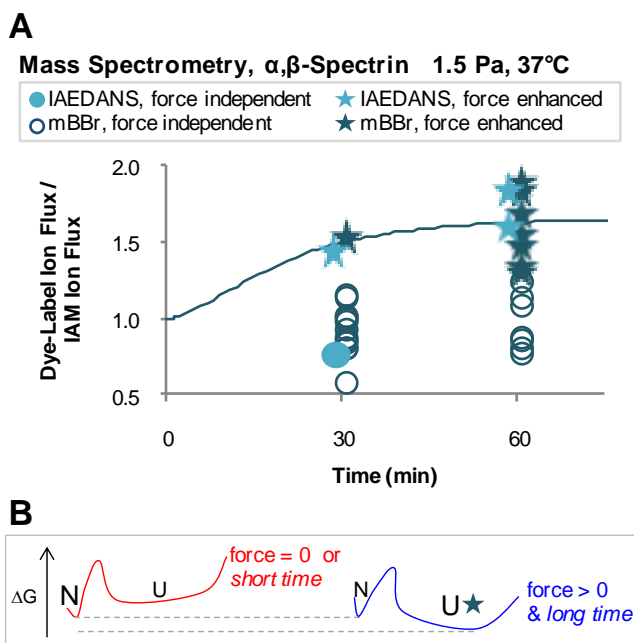 A
Mass Spectrometry, α,β-Spectrin 1.5 Pa, 37°C
IAEDANS, force independent IAEDANS, force enhanced
mBBr, force independent mBBr, force enhanced
Dye-Label Ion Flux /
IAM Ion Flux
2.0
1.5
1.0
0.5
0 30 60
Time (min)
B
ΔG
N U force = 0 or
short time
N U force > 0
& long time